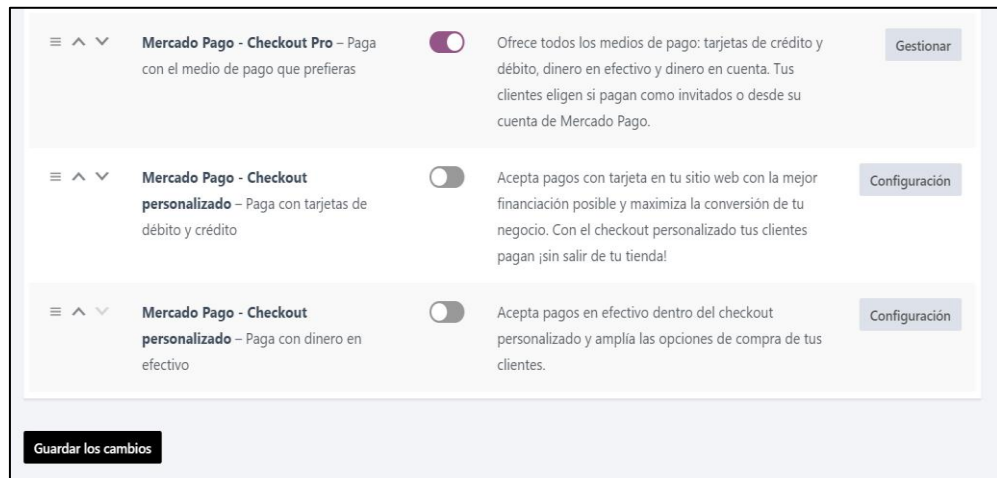 Mercado Pago - Checkout Pro – Paga
con el medio de pago que prefieras
Ofrece todos los medios de pago: tarjetas de crédito y
débito, dinero en efectivo y dinero en cuenta. Tus
clientes eligen si pagan como invitados o desde su
cuenta de Mercado Pago.
Gestionar
Mercado Pago - Checkout
personalizado – Paga con tarjetas de
débito y crédito
Acepta pagos con tarjeta en tu sitio web con la mejor
financiación posible y maximiza la conversión de tu
negocio. Con el checkout personalizado tus clientes
pagan ¡sin salir de tu tienda!
Configuración
Mercado Pago - Checkout
personalizado – Paga con dinero en
efectivo
Acepta pagos en efectivo dentro del checkout
personalizado y amplía las opciones de compra de tus
clientes.
Configuración
Guardar los cambios